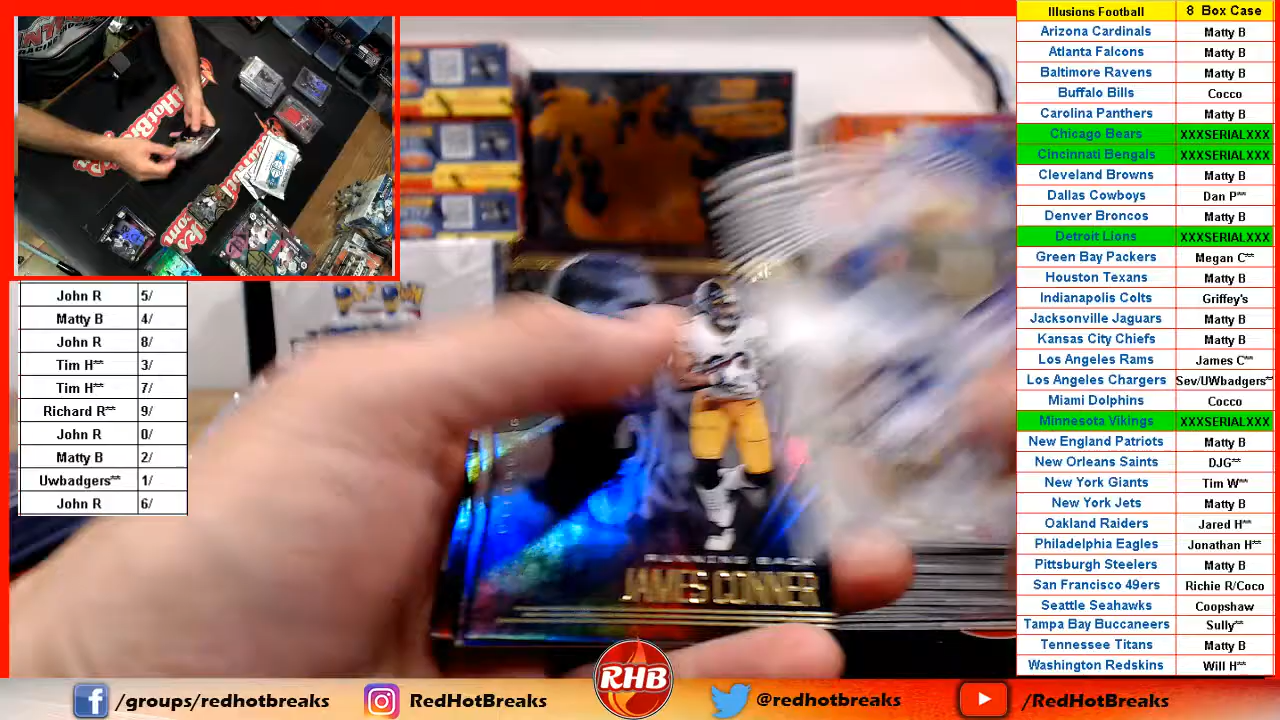 Illusions Football 8 Box Case
Arizona Cardinals Matty B
Atlanta Falcons Matty B
Baltimore Ravens Matty B
Buffalo Bills Cocco
Carolina Panthers Matty B
Chicago Bears XXXSERIALXXX
Cincinnati Bengals XXXSERIALXXX
Cleveland Browns Matty B
Dallas Cowboys Dan P**
Denver Broncos Matty B
Detroit Lions XXXSERIALXXX
Green Bay Packers Megan C**
Houston Texans Matty B
Indianapolis Colts Griffey's
Jacksonville Jaguars Matty B
Kansas City Chiefs Matty B
Los Angeles Rams James C**
Los Angeles Chargers Sev/UWbadgers**
Miami Dolphins Cocco
Minnesota Vikings XXXSERIALXXX
New England Patriots Matty B
New Orleans Saints DJG**
New York Giants Tim W**
New York Jets Matty B
Oakland Raiders Jared H**
Philadelphia Eagles Jonathan H**
Pittsburgh Steelers Matty B
San Francisco 49ers Richie R/Coco
Seattle Seahawks Coopshaw
Tampa Bay Buccaneers Sully**
Tennessee Titans Matty B
Washington Redskins Will H**
John R 5/
Matty B 4/
John R 8/
Tim H** 3/
Tim H** 7/
Richard R** 9/
John R 0/
Matty B 2/
Uwbadgers** 1/
John R 6/
RUNNING BACK
JAMES CONNER
/groups/redhotbreaks
RedHotBreaks
RHB
@redhotbreaks
/RedHotBreaks